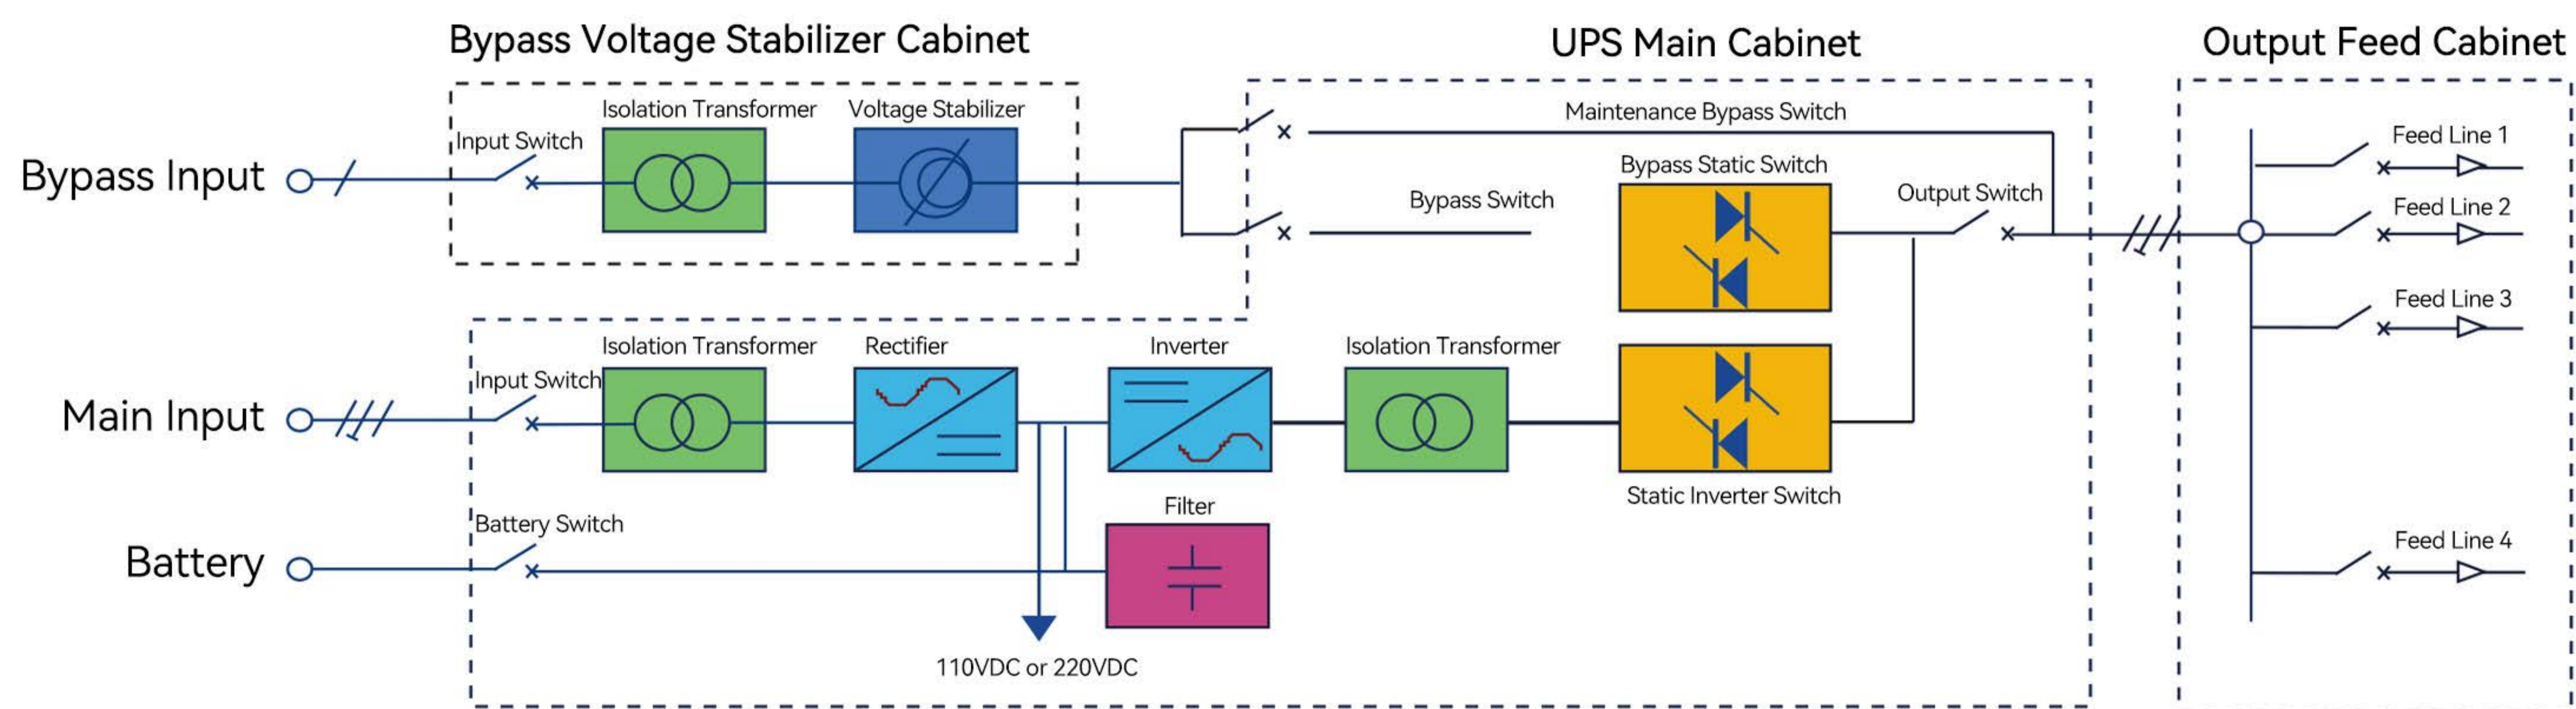 Bypass Voltage Stabilizer Cabinet
UPS Main Cabinet
Output Feed Cabinet
Isolation Transformer
Voltage Stabilizer
Input Switch
Bypass Input
Maintenance Bypass Switch
Bypass Static Switch
Bypass Switch
Output Switch
Feed Line 1
Feed Line 2
Feed Line 3
Feed Line 4
Isolation Transformer
Rectifier
Inverter
Isolation Transformer
Input Switch
Main Input
Static Inverter Switch
Battery Switch
Filter
Battery
110VDC or 220VDC